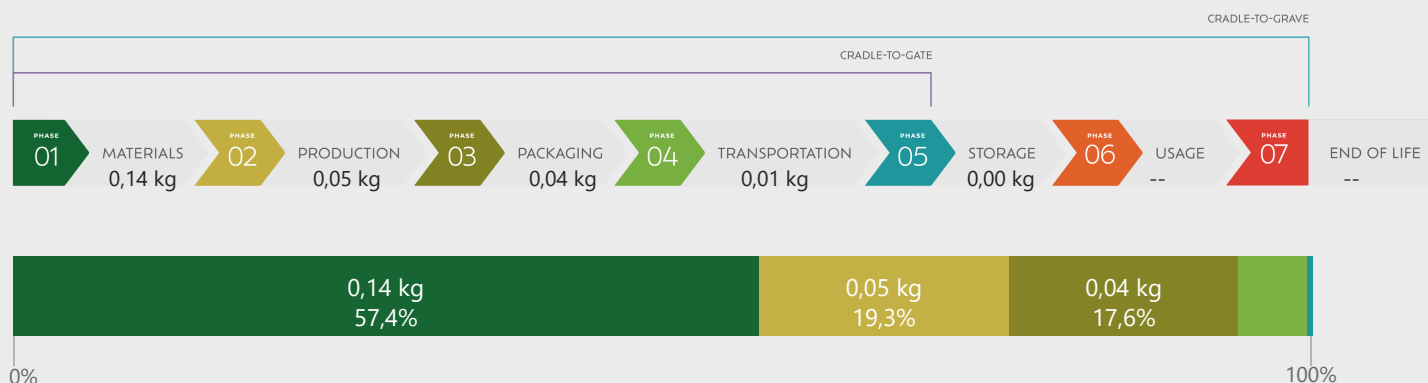 CRADLE-TO-GRAVE
CRADLE-TO-GATE
PHASE
01
MATERIALS
0,14 kg
PHASE
02
PRODUCTION
0,05 kg
PHASE
03
PACKAGING
0,04 kg
PHASE
04
TRANSPORTATION
0,01 kg
PHASE
05
STORAGE
0,00 kg
PHASE
06
USAGE
--
PHASE
07
END OF LIFE
--
0,14 kg
57,4%
0,05 kg
19,3%
0,04 kg
17,6%
0%
100%